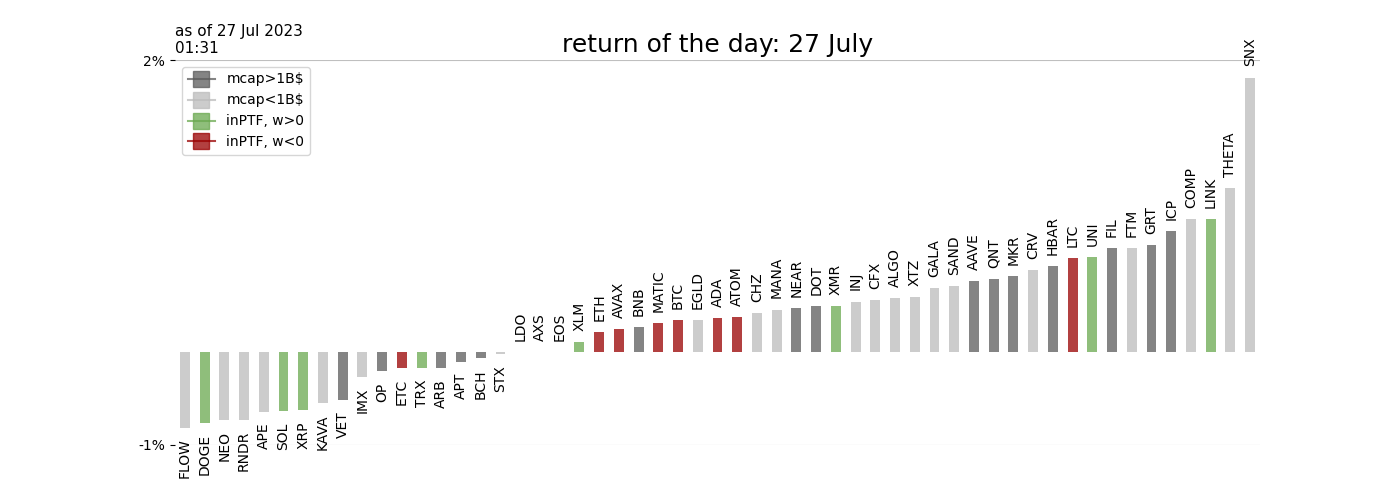 as of 27 Jul 2023
01:31
return of the day: 27 July
2%
mcap>1B$
mcap<1B$
inPTF, w>0
inPTF, w<0
-1%
FLOW
DOGE
NEO
RNDR
APE
SOL
XRP
KAVA
VET
IMX
OP
ETC
TRX
ARB
APT
BCH
STX
LDO
AXS
EOS
XLM
ETH
AVAX
BNB
MATIC
BTC
EGLD
ADA
ATOM
CHZ
MANA
NEAR
DOT
XMR
INJ
CFX
ALGO
XTZ
GALA
SAND
AAVE
QNT
MKR
CRV
HBAR
LTC
UNI
FIL
FTM
GRT
ICP
COMP
LINK
THETA
SNX